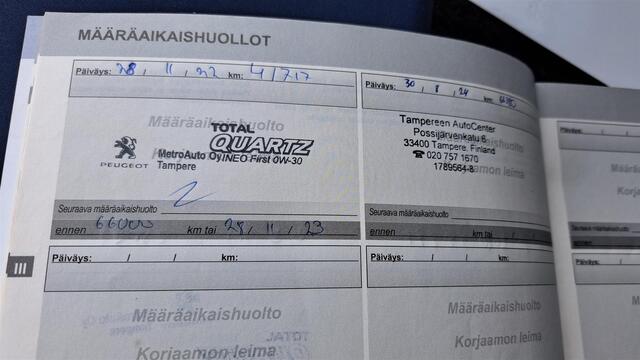 MÄÄRÄAIKAISHUOLLOT
Päiväys: 28 / 11 / 22 km: 41717
Määräaikaishuolto
TOTAL
QUARTZ
MetroAuto Oy INEO First 0W-30
PEUGEOT Tampere
Seuraava määräaikaishuolto
ennen 66000 km tai 28 / 11 / 23
Päiväys: 30 / 8 / 24 km:
Tampereen AutoCenter
Possijärvenkatu 6
33400 Tampere, Finland
☎ 020 757 1670
1789564-8
Korjaamon leima
Seuraava määräaikaishuolto
ennen km tai / /
III
Päiväys: / / km:
Määräaikaishuolto
Korjaamon leima
Päiväys: / / km:
Määräaikaishuolto
Korjaamon leima